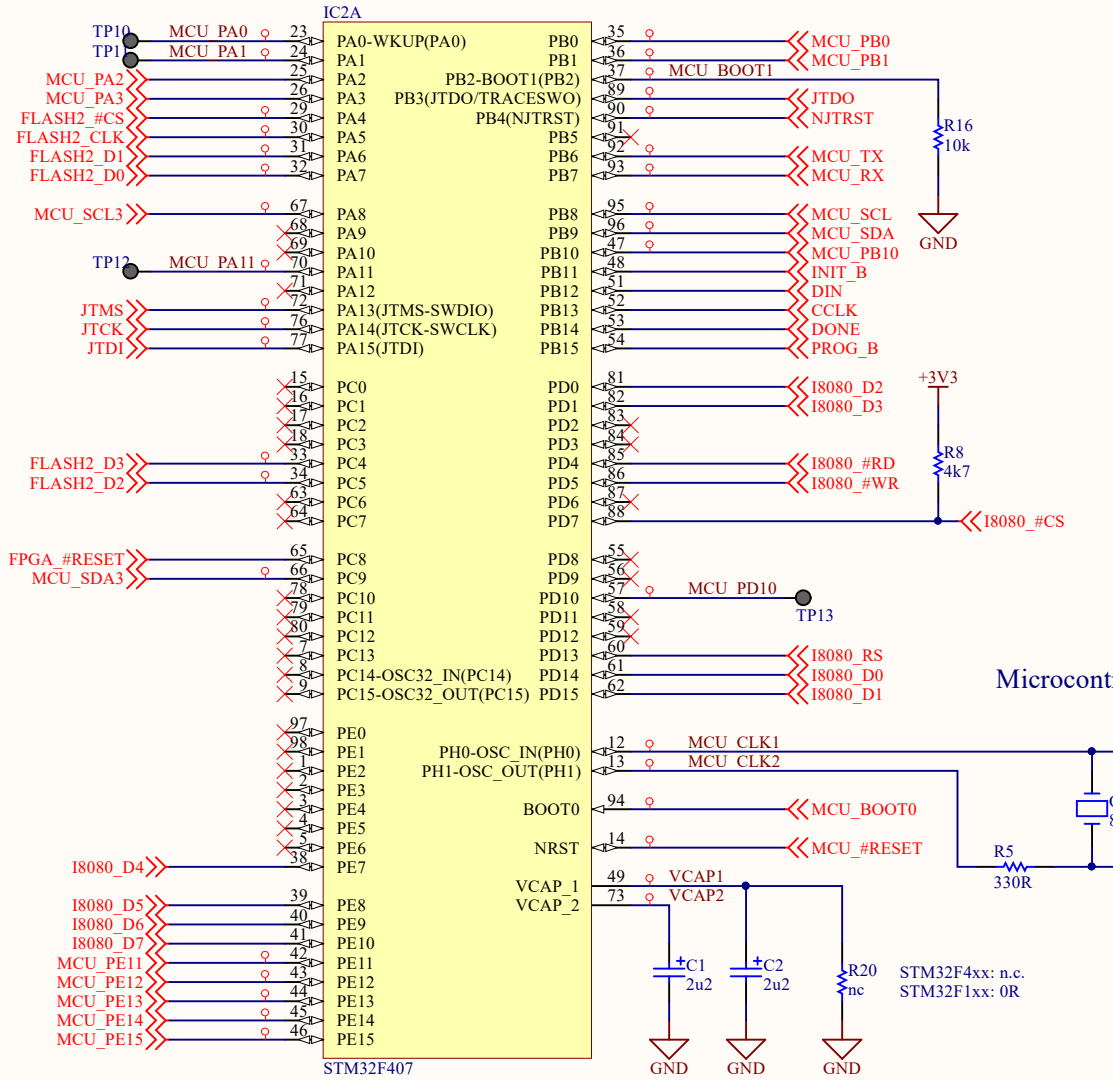 IC2A
TP10 MCU_PA0 23 PA0-WKUP(PA0) PB0 35 MCU_PB0
TP11 MCU_PA1 24 PA1 PB1 36 MCU_PB1
MCU_PA2 25 PA2 PB2-BOOT1(PB2) 37 MCU_BOOT1
MCU_PA3 26 PA3 PB3(JTDO/TRACESWO) 89 JTDO
FLASH2_#CS 29 PA4 PB4(NJTRST) 90 NJTRST
R16
FLASH2_CLK 30 PA5 PB5 91
10k
FLASH2_D1 31 PA6 PB6 92 MCU_TX
FLASH2_D0 32 PA7 PB7 93 MCU_RX
MCU_SCL3 67 PA8 PB8 95 MCU_SCL
68 PA9 PB9 96 MCU_SDA
GND
69 PA10 PB10 47 MCU_PB10
TP12 MCU_PA11 70 PA11 PB11 48 INIT_B
71 PA12 PB12 51 DIN
JTMS 72 PA13(JTMS-SWDIO) PB13 52 CCLK
JTCK 76 PA14(JTCK-SWCLK) PB14 53 DONE
JTDI 77 PA15(JTDI) PB15 54 PROG_B
+3V3
15 PC0 PD0 81 I8080_D2
16 PC1 PD1 82 I8080_D3
17 PC2 PD2 83
18 PC3 PD3 84
R8
FLASH2_D3 33 PC4 PD4 85 I8080_#RD
4k7
FLASH2_D2 34 PC5 PD5 86 I8080_#WR
63 PC6 PD6 87
64 PC7 PD7 88 I8080_#CS
FPGA_#RESET 65 PC8 PD8 55
MCU_SDA3 66 PC9 PD9 56
78 PC10 PD10 57 MCU_PD10
TP13
79 PC11 PD11 58
80 PC12 PD12 59
7 PC13 PD13 60 I8080_RS
8 PC14-OSC32_IN(PC14) PD14 61 I8080_D0
9 PC15-OSC32_OUT(PC15) PD15 62 I8080_D1
97 PE0
98 PE1 PH0-OSC_IN(PH0) 12 MCU_CLK1
1 PE2 PH1-OSC_OUT(PH1) 13 MCU_CLK2
2 PE3
3 PE4 BOOT0 94 MCU_BOOT0
4 PE5
5 PE6 NRST 14 MCU_#RESET
R5
I8080_D4 38 PE7
330R
VCAP_1 49 VCAP1
I8080_D5 39 PE8 VCAP_2 73 VCAP2
I8080_D6 40 PE9
I8080_D7 41 PE10
MCU_PE11 42 PE11
C1 C2 R20
STM32F4xx: n.c.
MCU_PE12 43 PE12
2u2 2u2 nc
STM32F1xx: 0R
MCU_PE13 44 PE13
MCU_PE14 45 PE14
MCU_PE15 46 PE15
STM32F407
GND GND GND